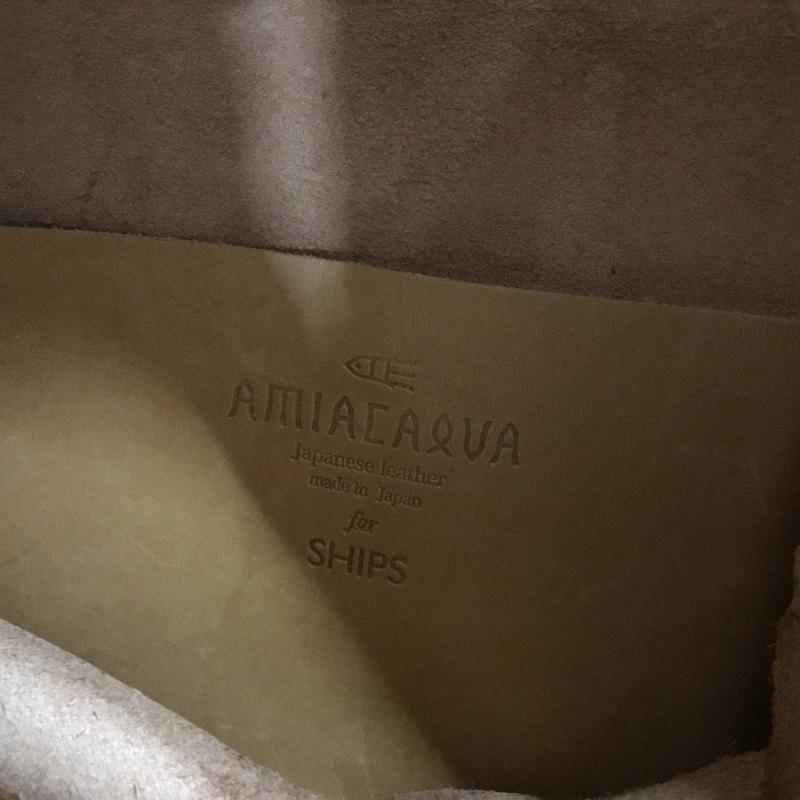 AMIACALVA
Japanese leather
made in Japan
for
SHIPS